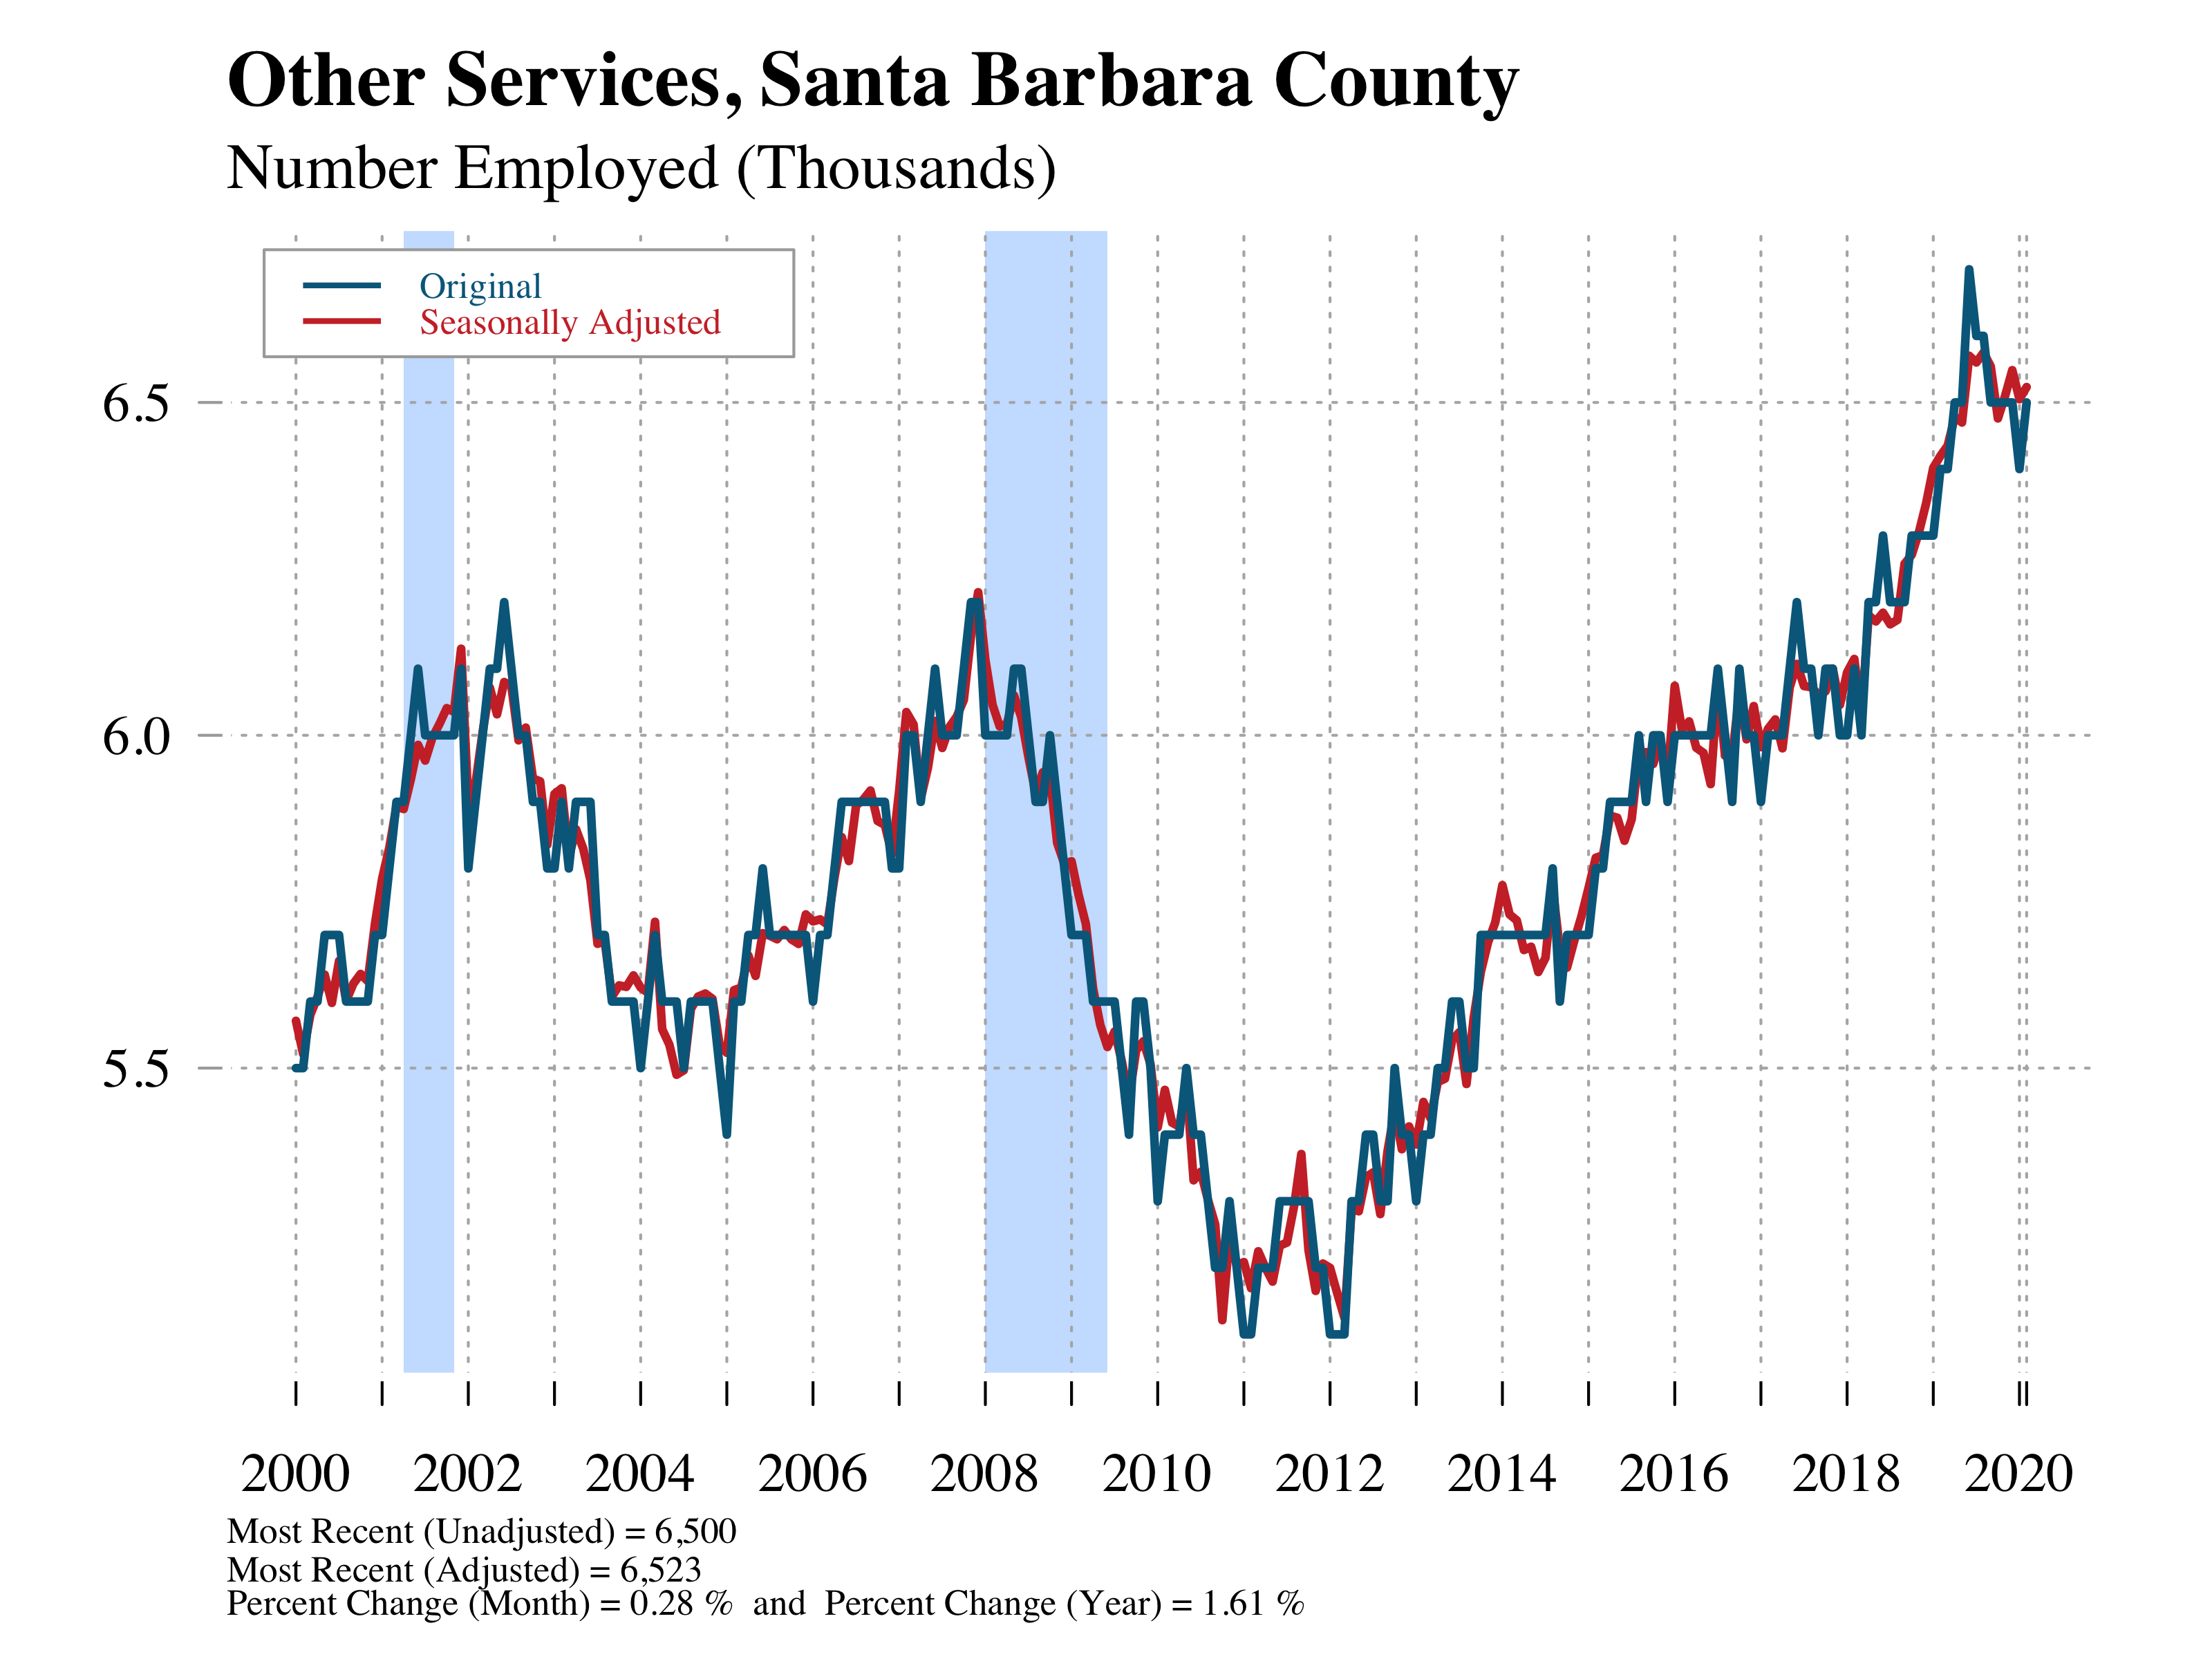 Other Services, Santa Barbara County
Number Employed (Thousands)
Original
Seasonally Adjusted
6.5
6.0
5.5
2000 2002 2004 2006 2008 2010 2012 2014 2016 2018 2020
Most Recent (Unadjusted) = 6,500
Most Recent (Adjusted) = 6,523
Percent Change (Month) = 0.28 % and Percent Change (Year) = 1.61 %